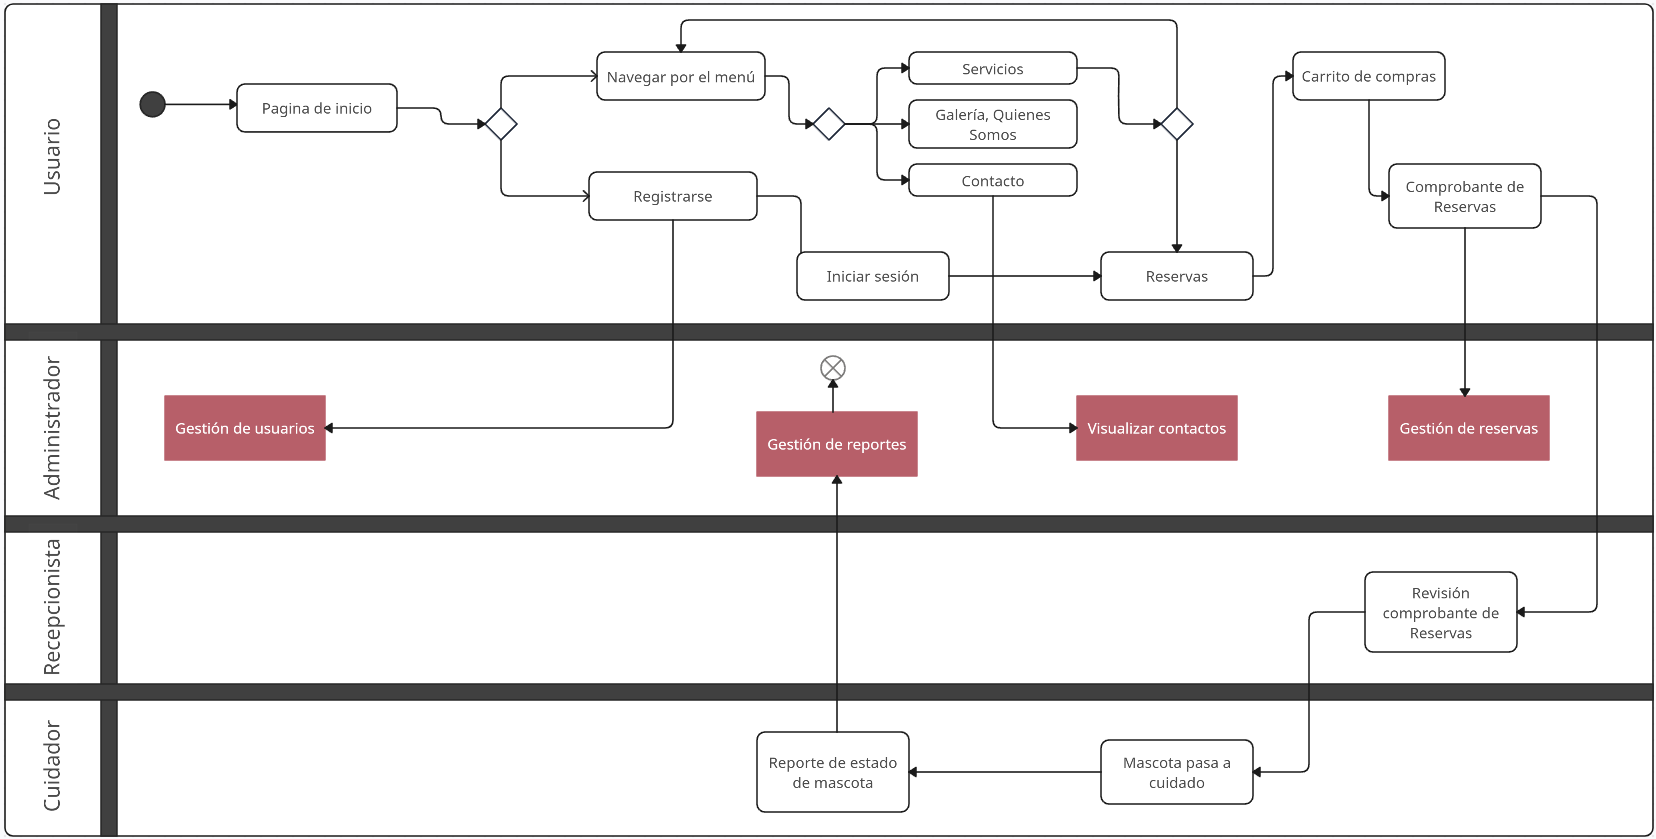 Usuario
Pagina de inicio
Navegar por el menú
Registrarse
Servicios
Galería, Quienes
Somos
Contacto
Iniciar sesión
Reservas
Carrito de compras
Comprobante de
Reservas
Administrador
Gestión de usuarios
Gestión de reportes
Visualizar contactos
Gestión de reservas
Recepcionista
Revisión
comprobante de
Reservas
Cuidador
Reporte de estado
de mascota
Mascota pasa a
cuidado